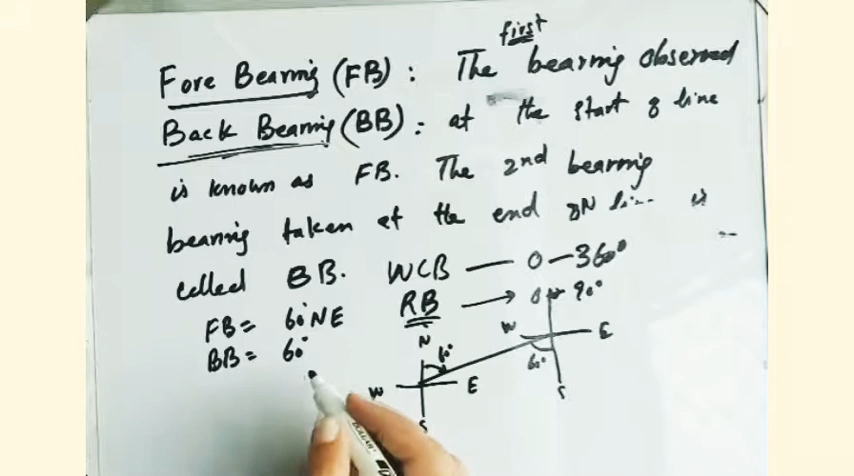 first
Fore Bearing (FB): The bearing observed
Back Bearing (BB): at the start of line
is known as FB. The 2nd bearing
bearing taken at the end of line is
called BB. WCB — 0 — 360°
RB → 0 90°
FB = 60° NE
BB = 60°
N 60° W E
W E 60°
S S